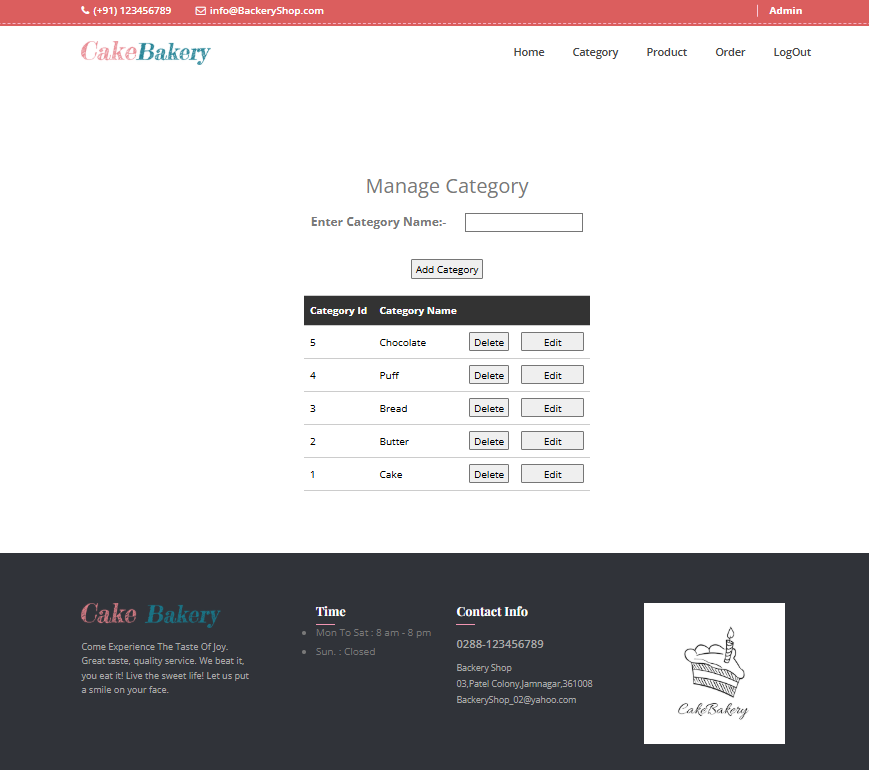 (+91) 123456789 info@BackeryShop.com Admin
CakeBakery Home Category Product Order LogOut
Manage Category
Enter Category Name:-
Add Category
Category Id Category Name
5 Chocolate Delete Edit
4 Puff Delete Edit
3 Bread Delete Edit
2 Butter Delete Edit
1 Cake Delete Edit
Cake Bakery
Come Experience The Taste Of Joy.
Great taste, quality service. We beat it,
you eat it! Live the sweet life! Let us put
a smile on your face.
Time
Mon To Sat : 8 am - 8 pm
Sun. : Closed
Contact Info
0288-123456789
Backery Shop
03,Patel Colony,Jamnagar,361008
BackeryShop_02@yahoo.com
CakeBakery